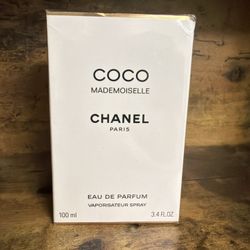 COCO
MADEMOISELLE
CHANEL
PARIS
EAU DE PARFUM
VAPORISATEUR SPRAY
100 ml 3.4 FL.OZ.